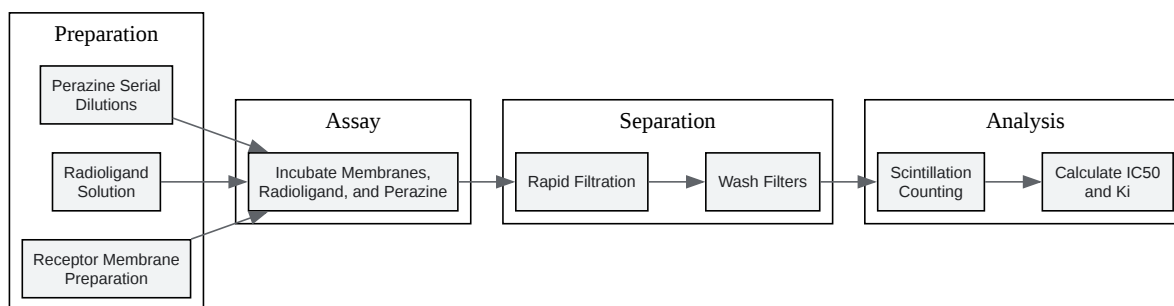 Preparation
Perazine Serial
Dilutions
Radioligand
Solution
Receptor Membrane
Preparation
Assay
Incubate Membranes,
Radioligand, and Perazine
Separation
Rapid Filtration
Wash Filters
Analysis
Scintillation
Counting
Calculate IC50
and Ki